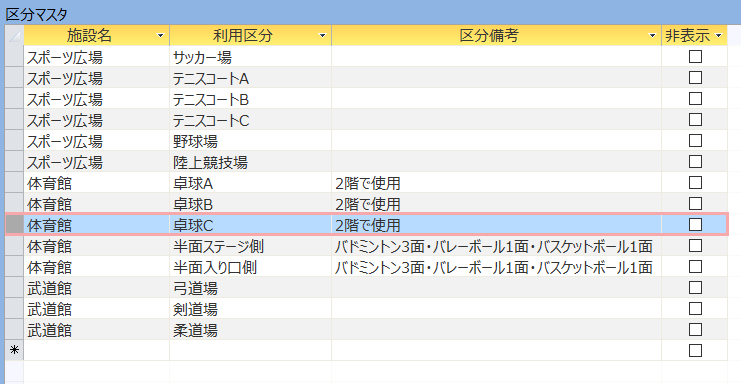 区分マスタ
施設名 利用区分 区分備考 非表示
スポーツ広場 サッカー場
スポーツ広場 テニスコートA
スポーツ広場 テニスコートB
スポーツ広場 テニスコートC
スポーツ広場 野球場
スポーツ広場 陸上競技場
体育館 卓球A 2階で使用
体育館 卓球B 2階で使用
体育館 卓球C 2階で使用
体育館 半面ステージ側 バドミントン3面・バレーボール1面・バスケットボール1面
体育館 半面入り口側 バドミントン3面・バレーボール1面・バスケットボール1面
武道館 弓道場
武道館 剣道場
武道館 柔道場